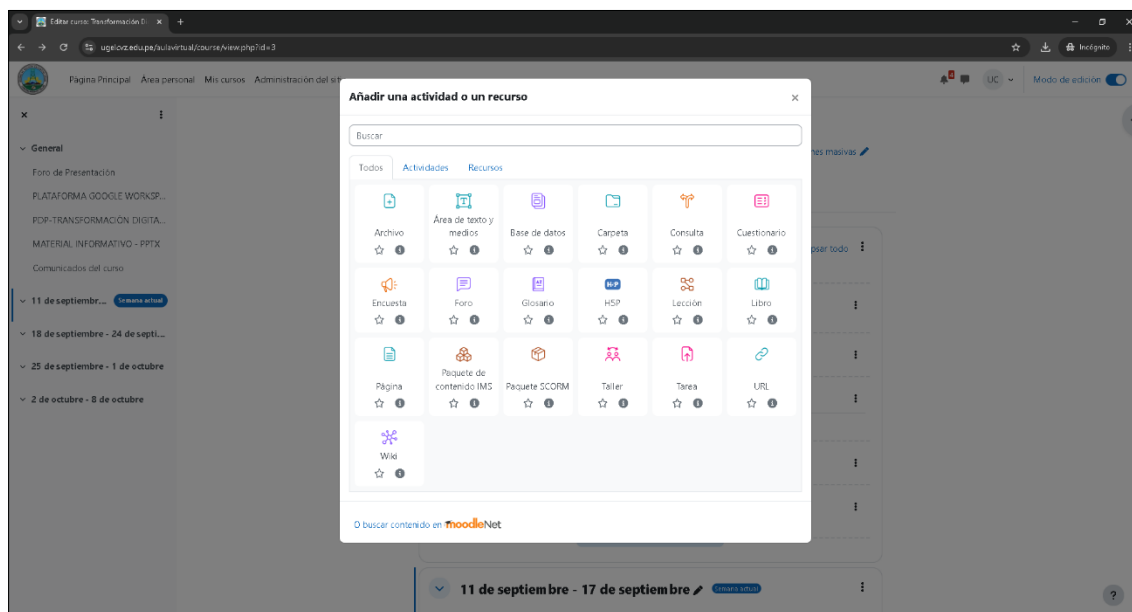 Editar curso: Transformación Di
ugelcvz.edu.pe/aulavirtual/course/view.php?id=3
Incógnito
Página Principal Área personal Mis cursos Administración del sit
4
UC
Modo de edición
Añadir una actividad o un recurso
Buscar
Todos Actividades Recursos
Archivo
Área de texto y
medios
Base de datos
Carpeta
Consulta
Cuestionario
Encuesta
Foro
Glosario
H5P
H5P
Lección
Libro
Página
Paquete de
contenido IMS
Paquete SCORM
Taller
Tarea
URL
Wiki
O buscar contenido en moodleNet
General
Foro de Presentación
PLATAFORMA GOOGLE WORKSP...
PDP-TRANSFORMACIÓN DIGITA...
MATERIAL INFORMATIVO - PPTX
Comunicados del curso
11 de septiembr... Semana actual
18 de septiembre - 24 de septi...
25 de septiembre - 1 de octubre
2 de octubre - 8 de octubre
nes masivas
psar todo
11 de septiembre - 17 de septiembre Semana actual
?